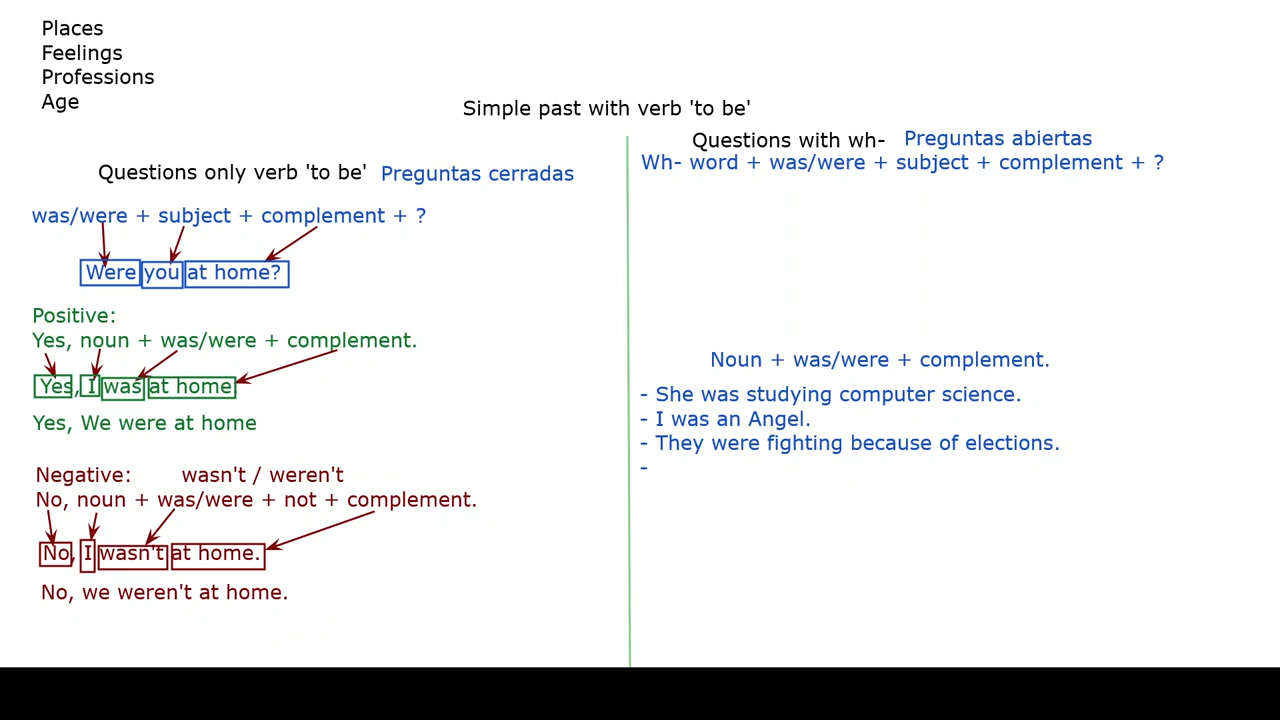 Places
Feelings
Professions
Age
Simple past with verb 'to be'
Questions only verb 'to be' Preguntas cerradas
was/were + subject + complement + ?
Were you at home?
Positive:
Yes, noun + was/were + complement.
Yes, I was at home
Yes, We were at home
Negative: wasn't / weren't
No, noun + was/were + not + complement.
No, I wasn't at home.
No, we weren't at home.
Questions with wh- Preguntas abiertas
Wh- word + was/were + subject + complement + ?
Noun + was/were + complement.
- She was studying computer science.
- I was an Angel.
- They were fighting because of elections.
-